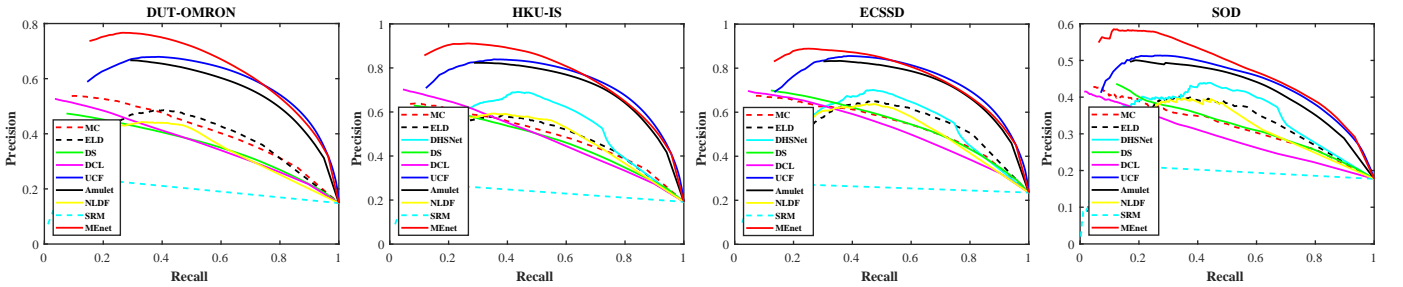 DUT-OMRON
Precision
0.8
0.6
0.4
0.2
0
0 0.2 0.4 0.6 0.8 1
Recall
MC
ELD
DS
DCL
UCF
Amulet
NLDF
SRM
MEnet
HKU-IS
Precision
1
0.8
0.6
0.4
0.2
0
0 0.2 0.4 0.6 0.8 1
Recall
MC
ELD
DHSNet
DS
DCL
UCF
Amulet
NLDF
SRM
MEnet
ECSSD
Precision
1
0.8
0.6
0.4
0.2
0
0 0.2 0.4 0.6 0.8 1
Recall
MC
ELD
DHSNet
DS
DCL
UCF
Amulet
NLDF
SRM
MEnet
SOD
Precision
0.6
0.5
0.4
0.3
0.2
0.1
0
0 0.2 0.4 0.6 0.8 1
Recall
MC
ELD
DHSNet
DS
DCL
UCF
Amulet
NLDF
SRM
MEnet